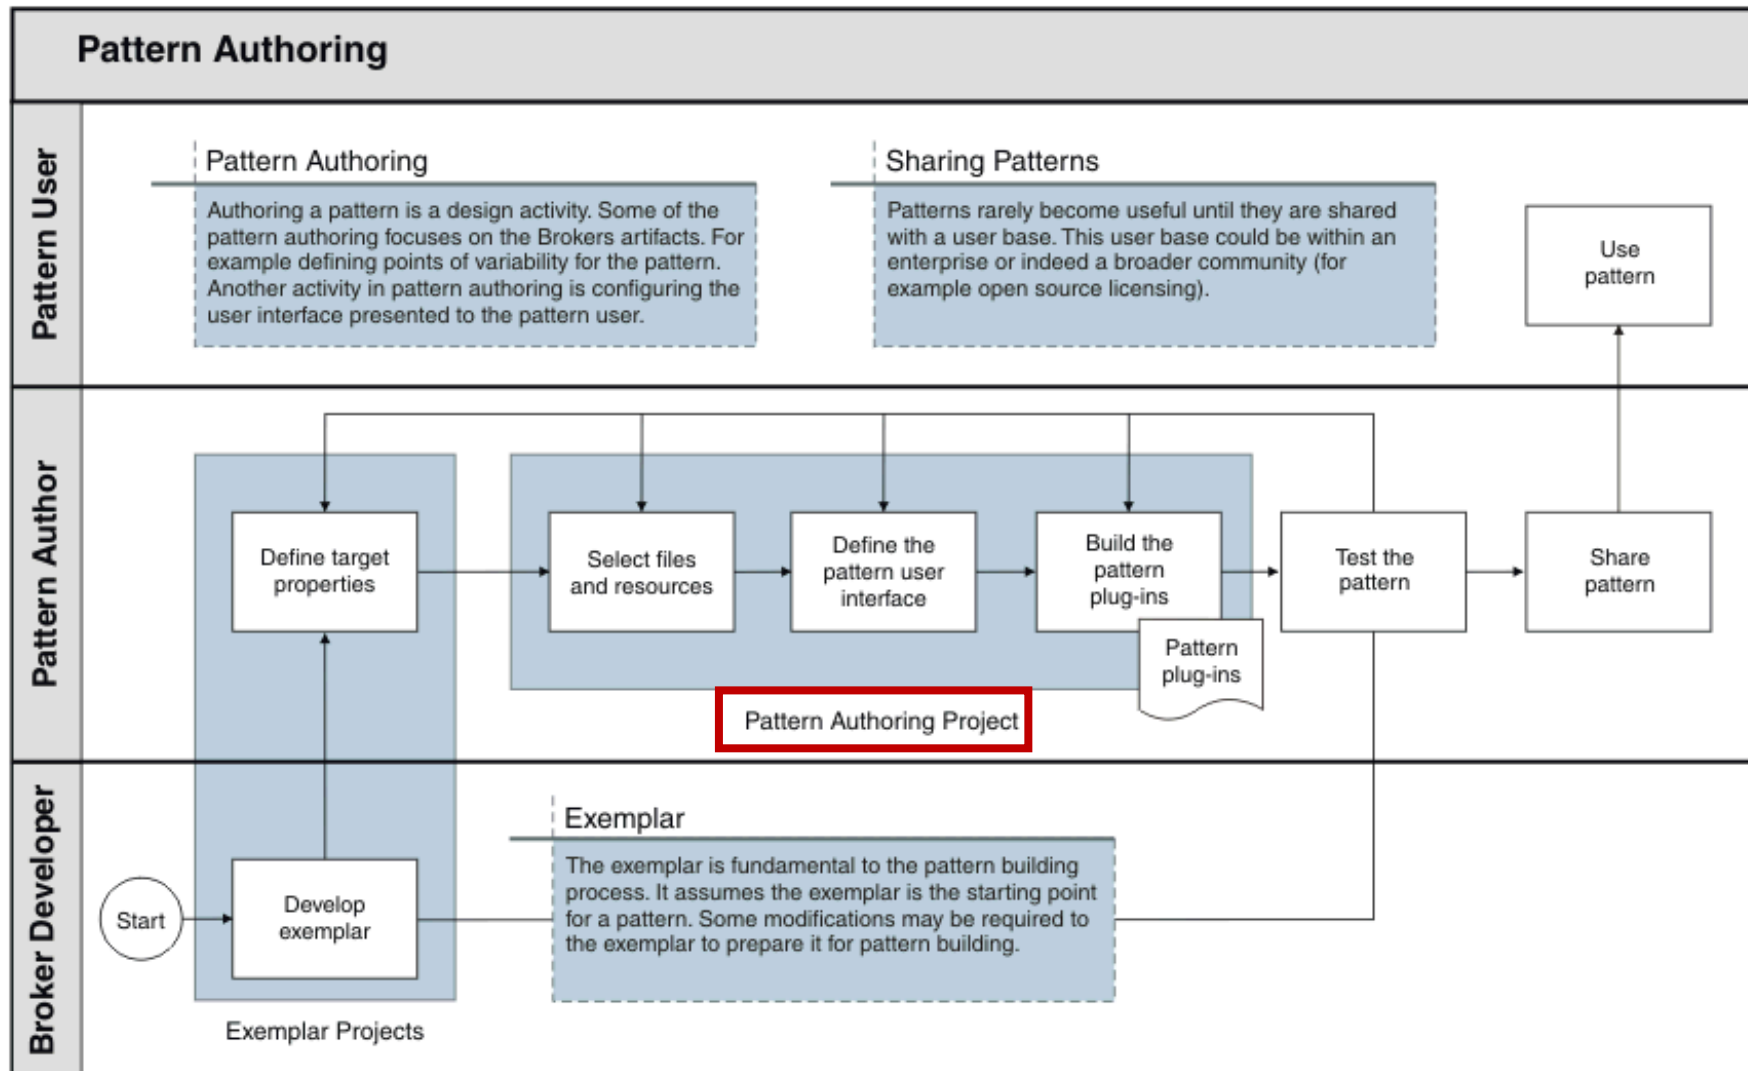 Pattern Authoring
Pattern User
Pattern Authoring
Authoring a pattern is a design activity. Some of the
pattern authoring focuses on the Brokers artifacts. For
example defining points of variability for the pattern.
Another activity in pattern authoring is configuring the
user interface presented to the pattern user.
Sharing Patterns
Patterns rarely become useful until they are shared
with a user base. This user base could be within an
enterprise or indeed a broader community (for
example open source licensing).
Use
pattern
Pattern Author
Define target
properties
Select files
and resources
Define the
pattern user
interface
Build the
pattern
plug-ins
Pattern
plug-ins
Test the
pattern
Share
pattern
Pattern Authoring Project
Broker Developer
Start
Develop
exemplar
Exemplar Projects
Exemplar
The exemplar is fundamental to the pattern building
process. It assumes the exemplar is the starting point
for a pattern. Some modifications may be required to
the exemplar to prepare it for pattern building.